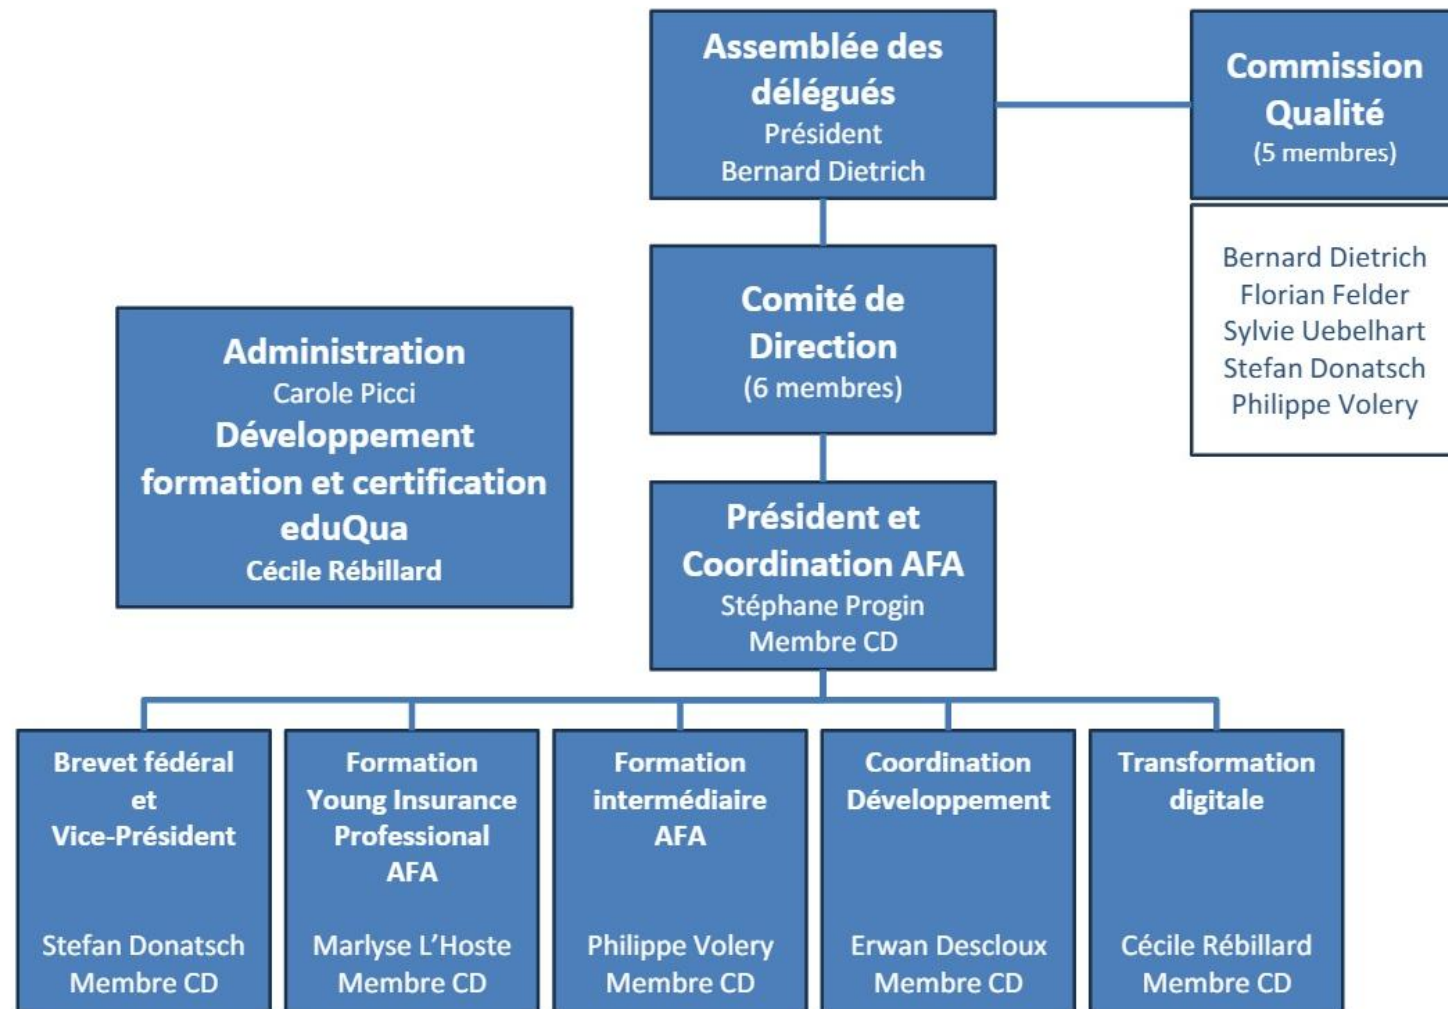 Assemblée des
délégués
Président
Bernard Dietrich
Commission
Qualité
(5 membres)
Bernard Dietrich
Florian Felder
Sylvie Uebelhart
Stefan Donatsch
Philippe Volery
Comité de
Direction
(6 membres)
Administration
Carole Picci
Développement
formation et certification
eduQua
Cécile Rébillard
Président et
Coordination AFA
Stéphane Progin
Membre CD
Brevet fédéral
et
Vice-Président
Stefan Donatsch
Membre CD
Formation
Young Insurance
Professional
AFA
Marlyse L’Hoste
Membre CD
Formation
intermédiaire
AFA
Philippe Volery
Membre CD
Coordination
Développement
Erwan Descloux
Membre CD
Transformation
digitale
Cécile Rébillard
Membre CD